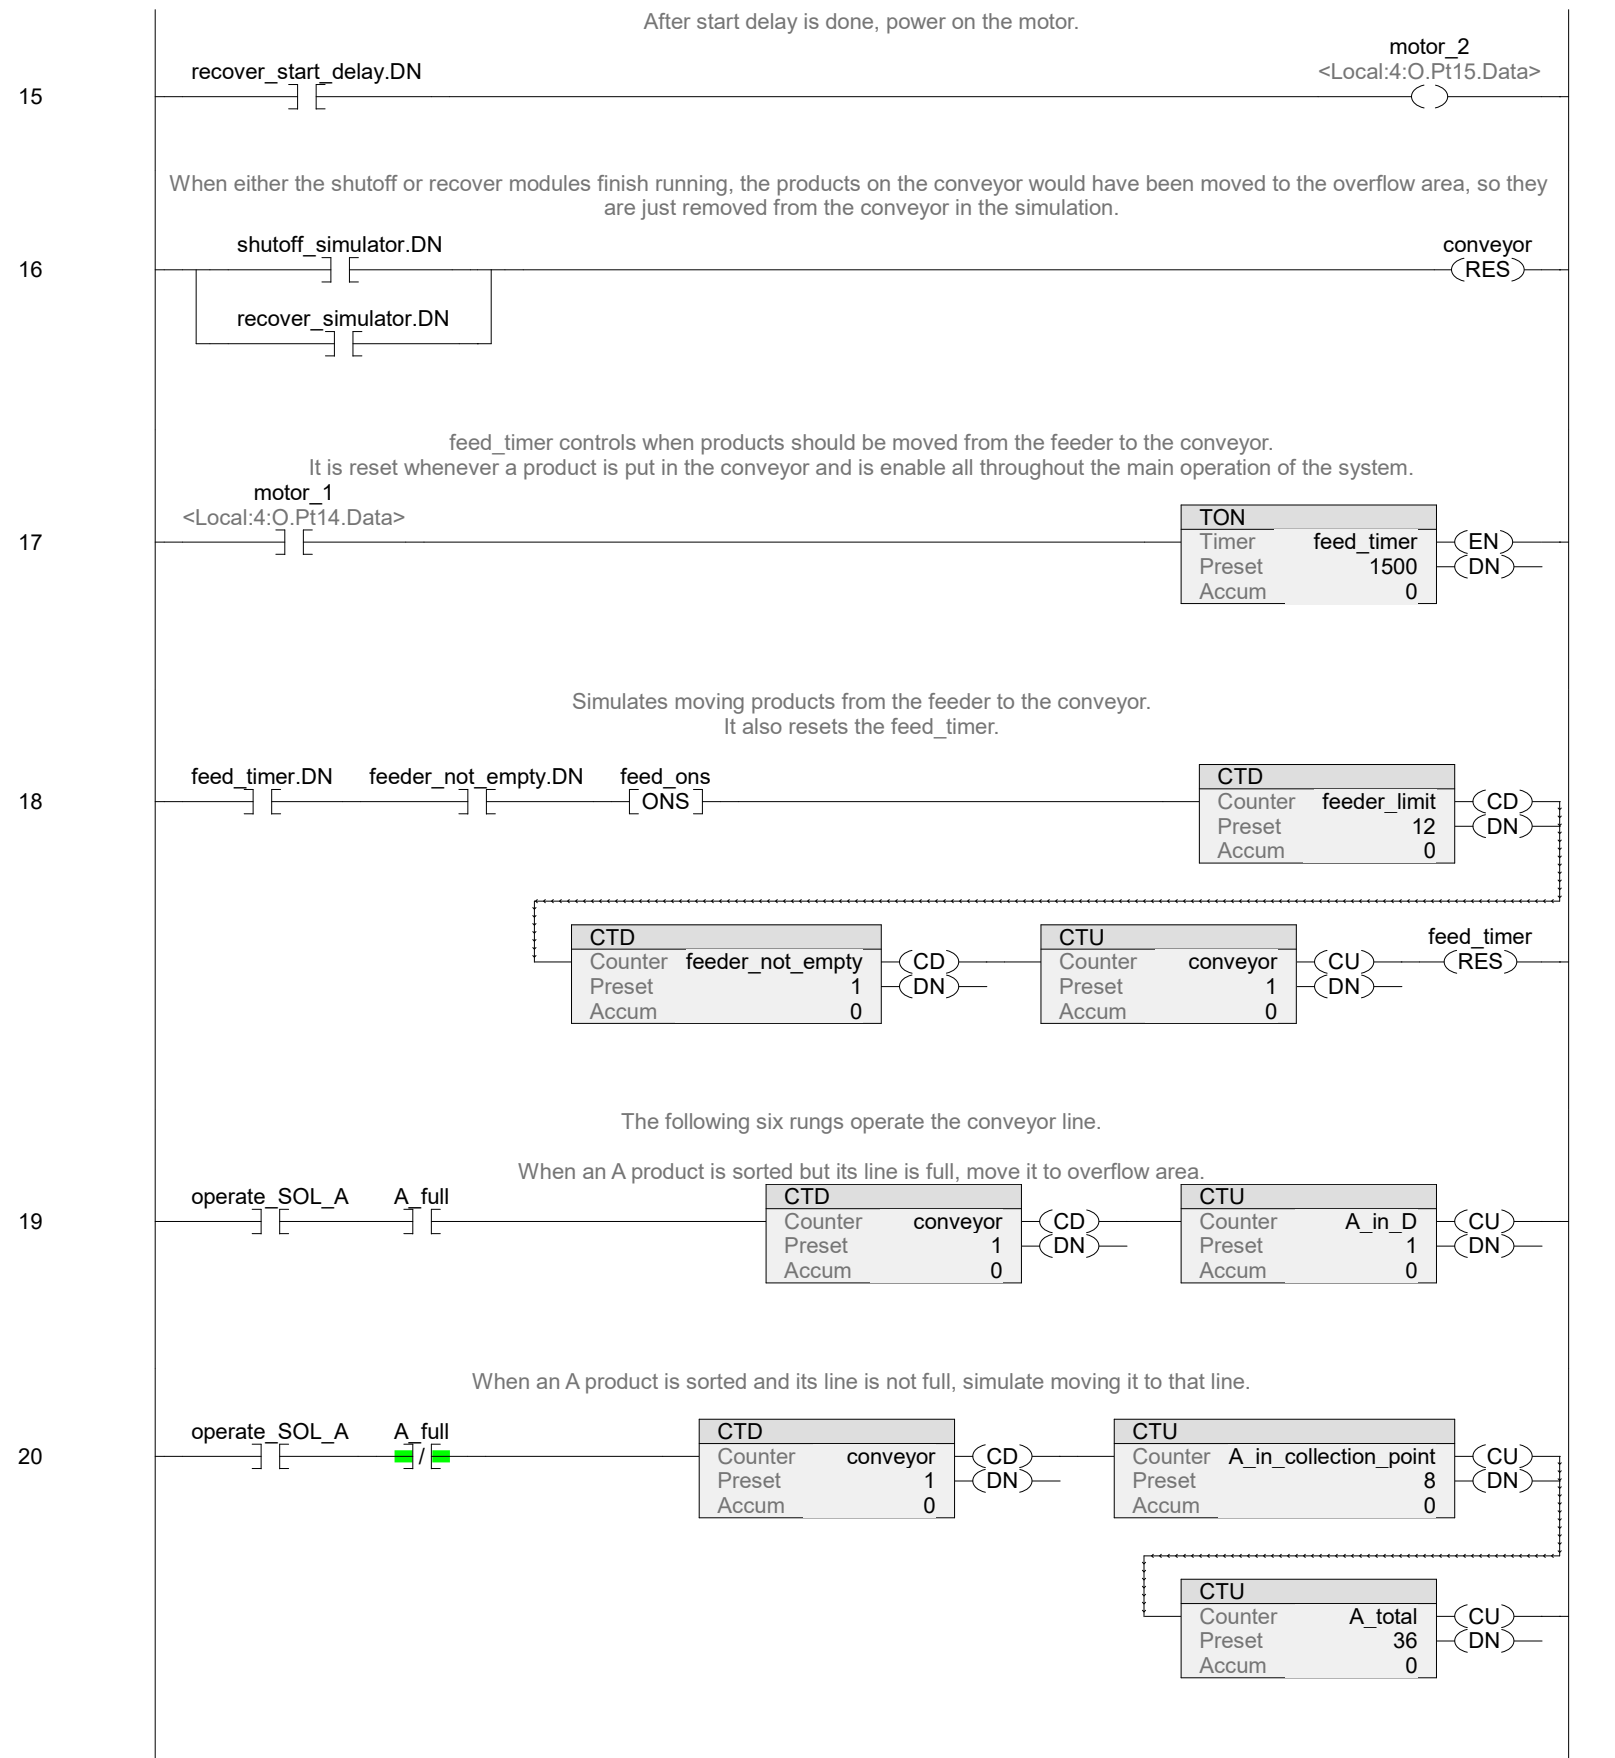 After start delay is done, power on the motor.
motor_2
recover_start_delay.DN <Local:4:O.Pt15.Data>
15
When either the shutoff or recover modules finish running, the products on the conveyor would have been moved to the overflow area, so they
are just removed from the conveyor in the simulation.
shutoff_simulator.DN conveyor
16 RES
recover_simulator.DN
feed_timer controls when products should be moved from the feeder to the conveyor.
It is reset whenever a product is put in the conveyor and is enable all throughout the main operation of the system.
motor_1
<Local:4:O.Pt14.Data> TON
17 Timer feed_timer EN
Preset 1500 DN
Accum 0
Simulates moving products from the feeder to the conveyor.
It also resets the feed_timer.
feed_timer.DN feeder_not_empty.DN feed_ons CTD
18 ONS Counter feeder_limit CD
Preset 12 DN
Accum 0
CTD CTU feed_timer
Counter feeder_not_empty CD Counter conveyor CU RES
Preset 1 DN Preset 1 DN
Accum 0 Accum 0
The following six rungs operate the conveyor line.
When an A product is sorted but its line is full, move it to overflow area.
operate_SOL_A A_full CTD CTU
19 Counter conveyor CD Counter A_in_D CU
Preset 1 DN Preset 1 DN
Accum 0 Accum 0
When an A product is sorted and its line is not full, simulate moving it to that line.
operate_SOL_A A_full CTD CTU
20 / Counter conveyor CD Counter A_in_collection_point CU
Preset 1 DN Preset 8 DN
Accum 0 Accum 0
CTU
Counter A_total CU
Preset 36 DN
Accum 0